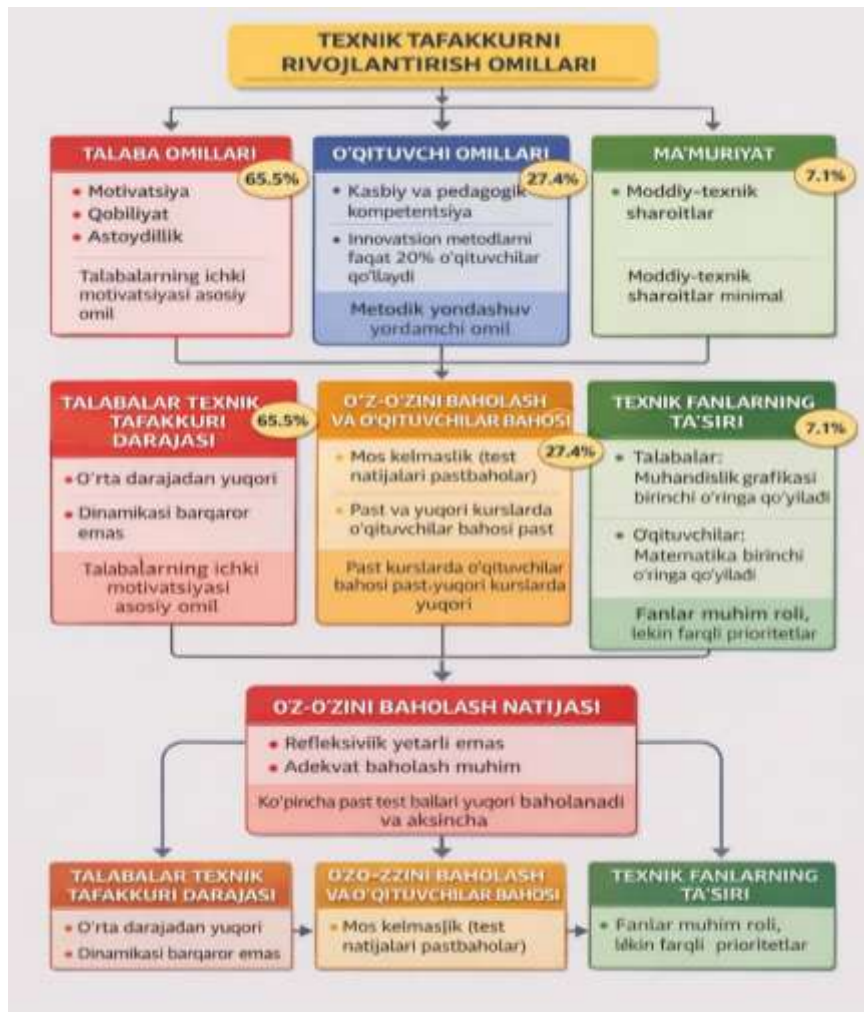 TEXNIK TAFAKKURNI
RIVOJLANTIRISH OMILLARI
TALABA OMILLARI
65.5%
• Motivatsiya
• Qobiliyat
• Astoydillik
Talabalarning ichki
motivatsiyasi asosiy
omil
O'QITUVCHI OMILLARI
27.4%
• Kasbiy va pedagogik
kompetentsiya
• Innovatsion metodlarni
faqat 20% o'qituvchilar
qo'llaydi
Metodik yondashuv
yordamchi omil
MA'MURIYAT
7.1%
• Moddiy-texnik
sharoitlar
Moddiy-texnik
sharoitlar minimal
TALABALAR TEXNIK
TAFAKKURI
DARAJASI
65.5%
• O'rta darajadan yuqori
• Dinamikasi barqaror
emas
Talabalarning ichki
motivatsiyasi
asosiy omil
O'Z-O'ZINI BAHOLASH
VA O'QITUVCHILAR BAHOSI
27.4%
• Mos kelmaslik (test
natijalari pastbaholar)
• Past va yuqori kurslarda
o'qituvchilar bahosi past
Past kurslarda o'qituvchilar
bahosi past, yuqori kurslarda
yuqori
TEXNIK FANLARNING
TA'SIRI
7.1%
• Talabalar:
Muhandislik grafikasi
birinchi o'ringa qo'yiladi
• O'qituvchilar:
Matematika birinchi
o'ringa qo'yiladi
Fanlar muhim roli,
lekin farqli prioritetlar
O'Z-O'ZINI BAHOLASH NATIJASI
• Refleksiviik yetarli emas
• Adekvat baholash muhim
Ko'pincha past test ballari yuqori baholanadi
va aksincha
TALABALAR TEXNIK
TAFAKKURI DARAJASI
• O'rta darajadan yuqori
• Dinamikasi barqaror emas
OZO-ZZINI BAHOLASH
VA O'QITUVCHILAR BAHOSI
• Mos kelmaslik (test
natijalari pastbaholar)
TEXNIK FANLARNING
TA'SIRI
• Fanlar muhim roli,
lekin farqli prioritetlar